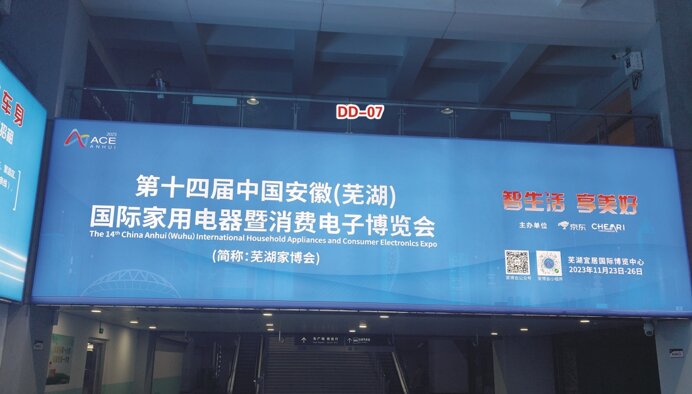 DD-07
车身
2023
ACE
ANHUI
第十四届中国安徽(芜湖)
国际家用电器暨消费电子博览会
The 14th China Anhui(Wuhu)International Household Appliances and Consumer Electronics Expo
(简称:芜湖家博会)
智生活 享美好
主办单位 京东 CHEARI
芜湖宜居国际博览中心
2023年11月23日-26日